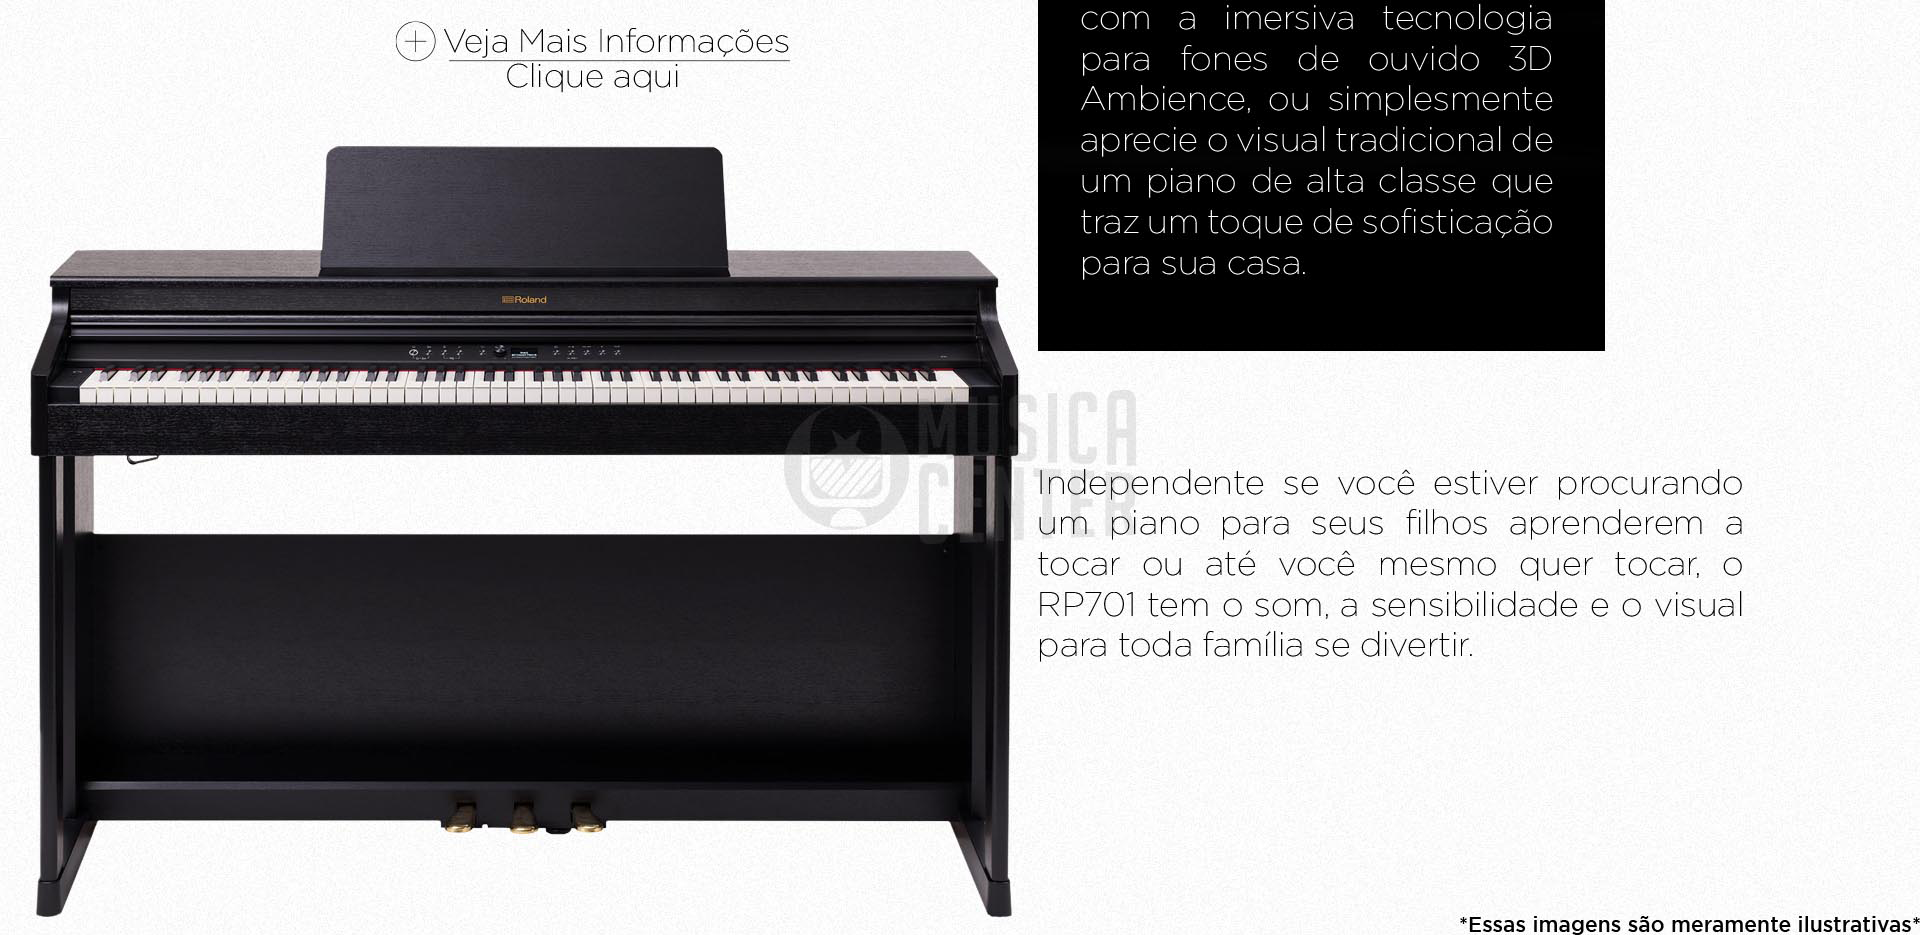 Veja Mais Informações
Clique aqui
com a imersiva tecnologia
para fones de ouvido 3D
Ambience, ou simplesmente
aprecie o visual tradicional de
um piano de alta classe que
traz um toque de sofisticação
para sua casa.
Roland
MUSICA
CENTER
Independente se você estiver procurando
um piano para seus filhos aprenderem a
tocar ou até você mesmo quer tocar, o
RP701 tem o som, a sensibilidade e o visual
para toda família se divertir.
*Essas imagens são meramente ilustrativas*